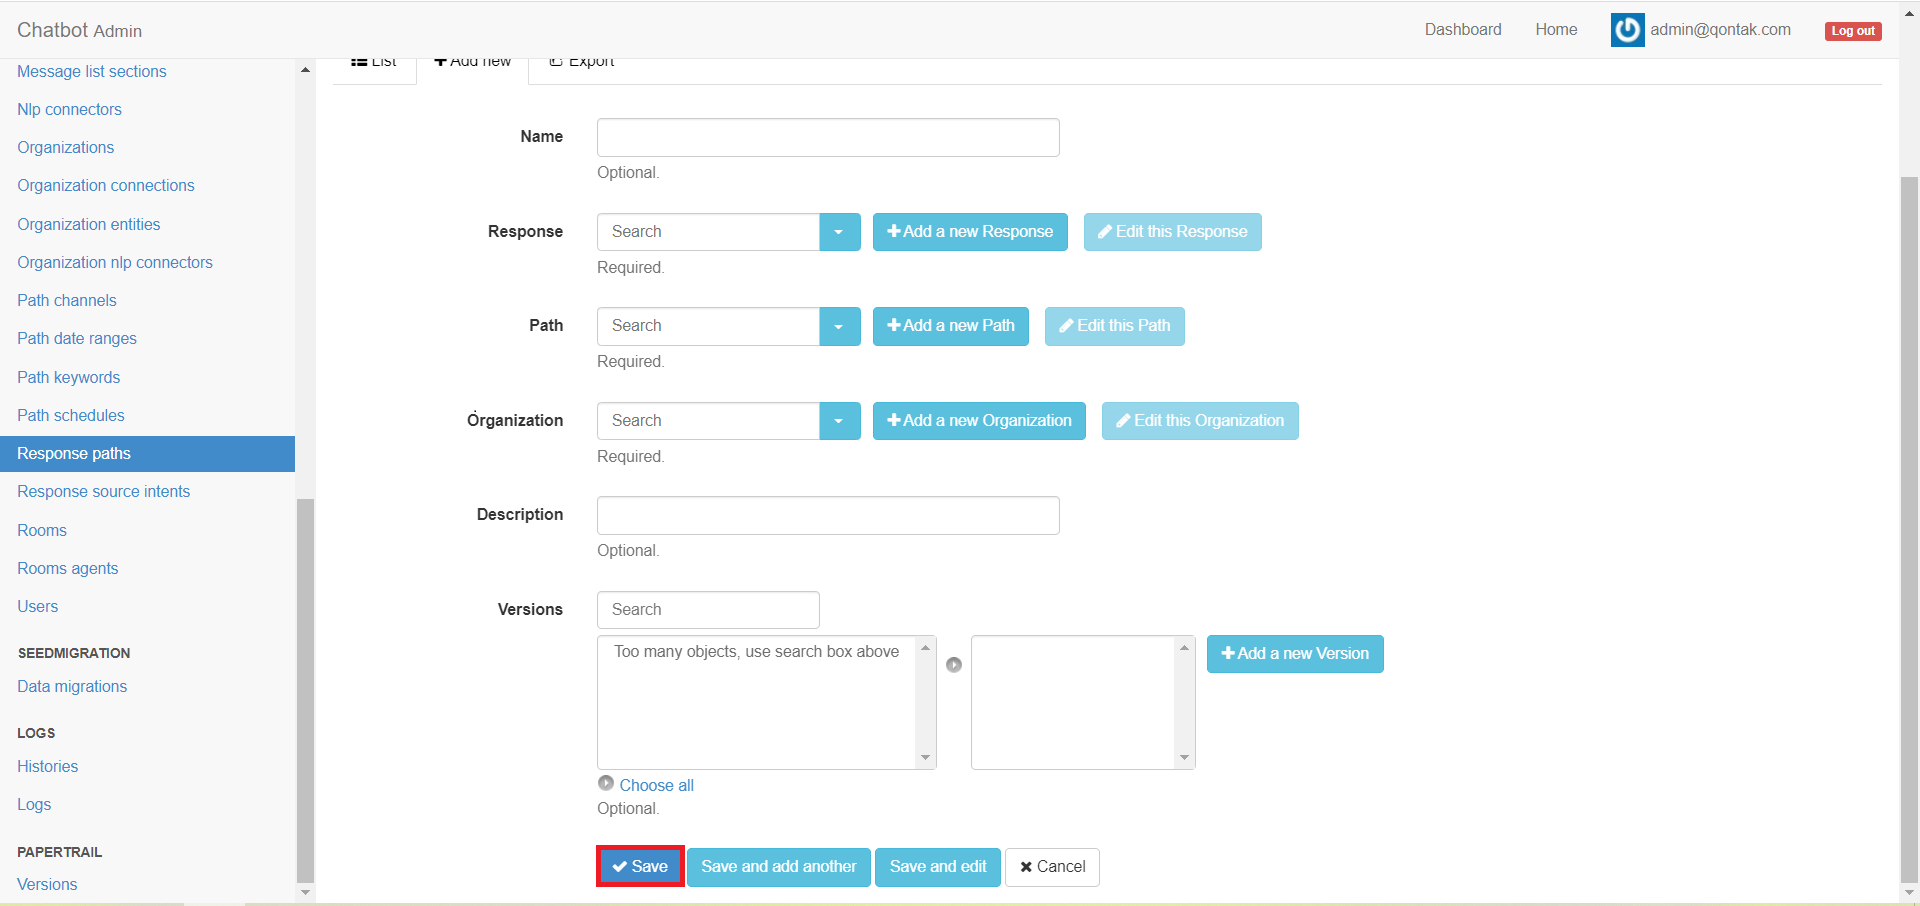 Chatbot Admin
Dashboard
Home
admin@qontak.com
Log out
Message list sections
Nlp connectors
Organizations
Organization connections
Organization entities
Organization nlp connectors
Path channels
Path date ranges
Path keywords
Path schedules
Response paths
Response source intents
Rooms
Rooms agents
Users
SEEDMIGRATION
Data migrations
LOGS
Histories
Logs
PAPERTRAIL
Versions
List
Add new
Export
Name
Optional.
Response
Search
Add a new Response
Edit this Response
Required.
Path
Search
Add a new Path
Edit this Path
Required.
Organization
Search
Add a new Organization
Edit this Organization
Required.
Description
Optional.
Versions
Search
Too many objects, use search box above
Add a new Version
Choose all
Optional.
Save
Save and add another
Save and edit
Cancel